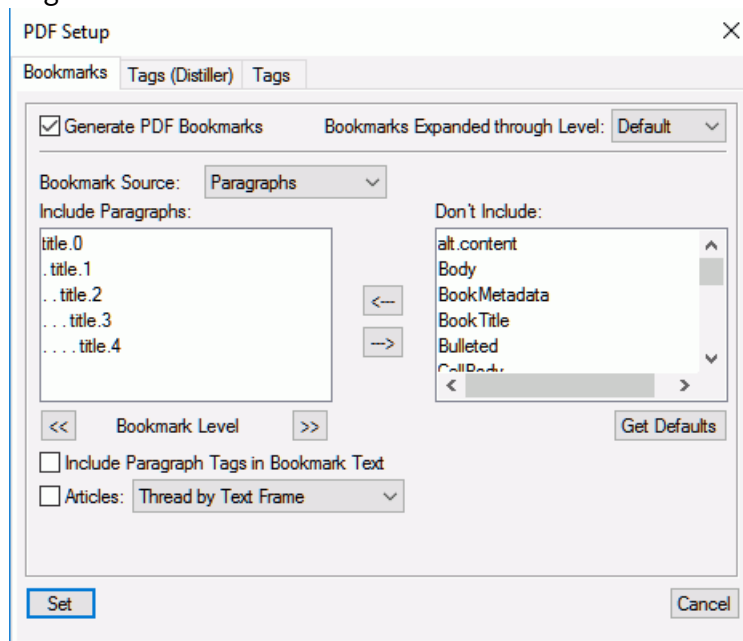 PDF Setup
Bookmarks Tags (Distiller) Tags
Generate PDF Bookmarks Bookmarks Expanded through Level: Default
Bookmark Source: Paragraphs
Include Paragraphs: Don't Include:
title.0
. title.1
. . title.2
. . . title.3
. . . . title.4
<---
--->
alt.content
Body
BookMetadata
BookTitle
Bulleted
CellBody
<< Bookmark Level >> Get Defaults
Include Paragraph Tags in Bookmark Text
Articles: Thread by Text Frame
Set Cancel